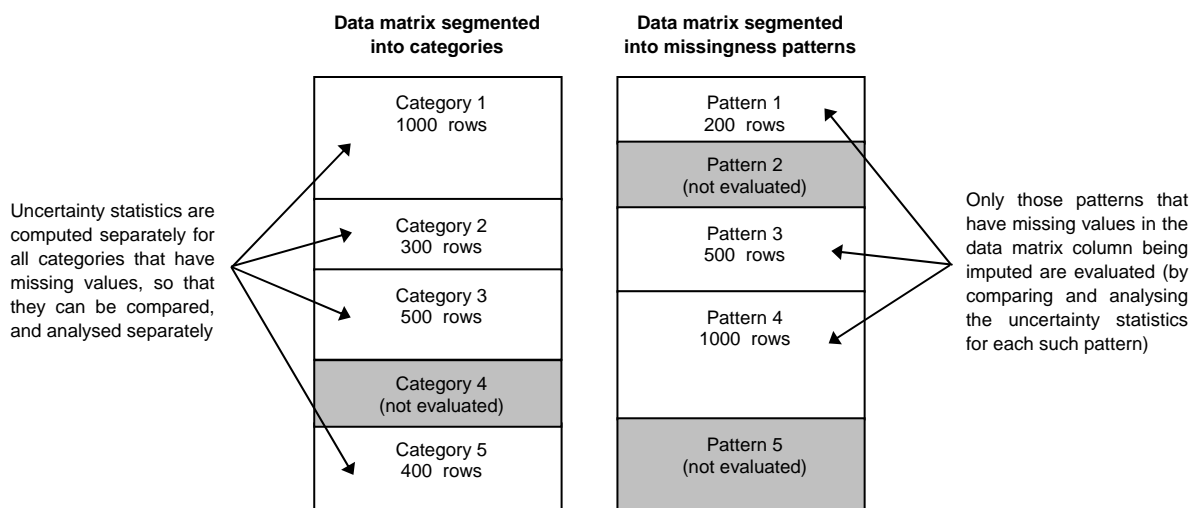 Data matrix segmented
into categories
Data matrix segmented
into missingness patterns
Uncertainty statistics are
computed separately for
all categories that have
missing values, so that
they can be compared,
and analysed separately
Category 1
1000 rows
Category 2
300 rows
Category 3
500 rows
Category 4
(not evaluated)
Category 5
400 rows
Pattern 1
200 rows
Pattern 2
(not evaluated)
Pattern 3
500 rows
Pattern 4
1000 rows
Pattern 5
(not evaluated)
Only those patterns that
have missing values in the
data matrix column being
imputed are evaluated (by
comparing and analysing
the uncertainty statistics
for each such pattern)